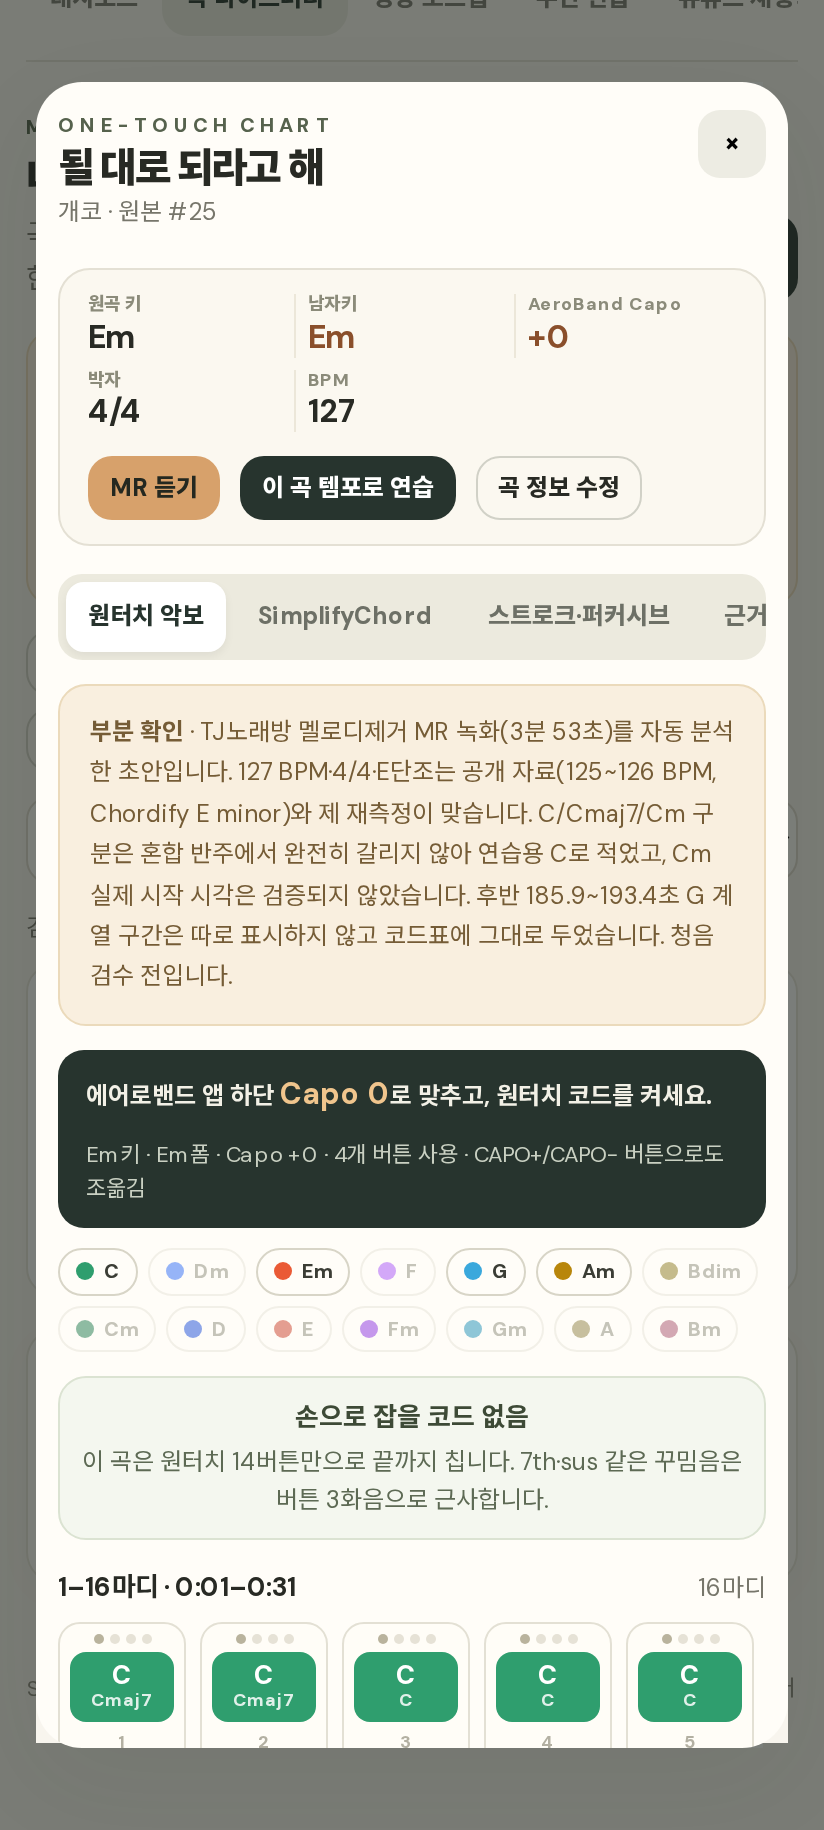 ONE-TOUCH CHART
될 대로 되라고 해
×
개코 · 원본 #25
원곡 키
남자키
AeroBand Capo
Em
Em
+0
박자
BPM
4/4
127
MR 듣기
이 곡 템포로 연습
곡 정보 수정
원터치 악보
SimplifyChord
스트로크·퍼커시브
근거
부분 확인 · TJ노래방 멜로디제거 MR 녹화(3분 53초)를 자동 분석
한 초안입니다. 127 BPM·4/4·E단조는 공개 자료(125~126 BPM,
Chordify E minor)와 제 재측정이 맞습니다. C/Cmaj7/Cm 구
분은 혼합 반주에서 완전히 갈리지 않아 연습용 C로 적었고, Cm
실제 시작 시각은 검증되지 않았습니다. 후반 185.9~193.4초 G 계
열 구간은 따로 표시하지 않고 코드표에 그대로 두었습니다. 청음
검수 전입니다.
에어로밴드 앱 하단 Capo 0로 맞추고, 원터치 코드를 켜세요.
Em 키 · Em 폼 · Capo +0 · 4개 버튼 사용 · CAPO+/CAPO− 버튼으로도
조옮김
C
Dm
Em
F
G
Am
Bdim
Cm
D
E
Fm
Gm
A
Bm
손으로 잡을 코드 없음
이 곡은 원터치 14버튼만으로 끝까지 칩니다. 7th·sus 같은 꾸밈음은
버튼 3화음으로 근사합니다.
1–16마디 · 0:01–0:31
16마디
C
C
C
C
C
Cmaj7
Cmaj7
C
C
C
1
2
3
4
5